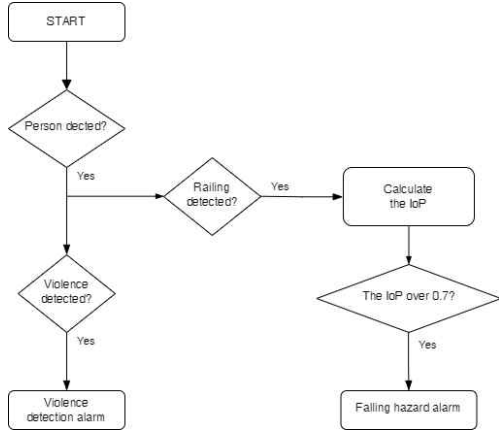 START
Person dected?
Yes
Railing
detected?
Yes
Calculate
the IoP
Violence
detected?
The IoP over 0.7?
Yes
Yes
Violence
detection alarm
Falling hazard alarm